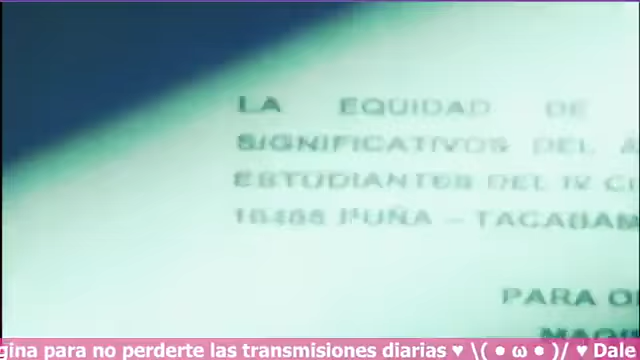 LA EQUIDAD DE
SIGNIFICATIVOS DEL
ESTUDIANTES DEL IV
PUÑA – TACABAM
PARA
gina para no perderte las transmisiones diarias ♥ \( • ω • )/ ♥ Dale